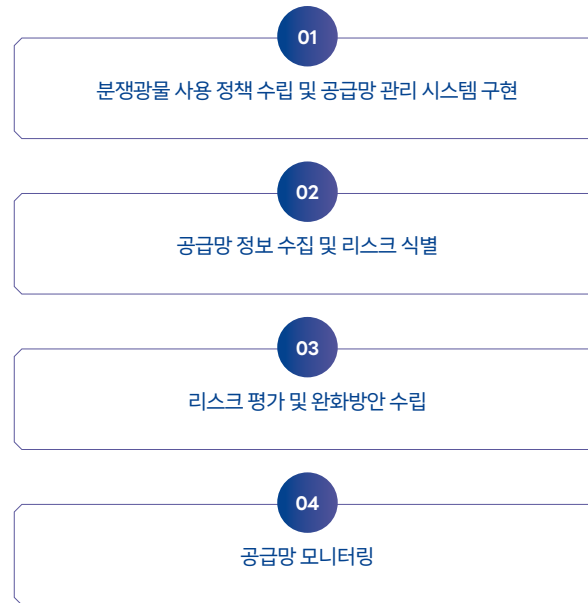 01
분쟁광물 사용 정책 수립 및 공급망 관리 시스템 구현
02
공급망 정보 수집 및 리스크 식별
03
리스크 평가 및 완화방안 수립
04
공급망 모니터링